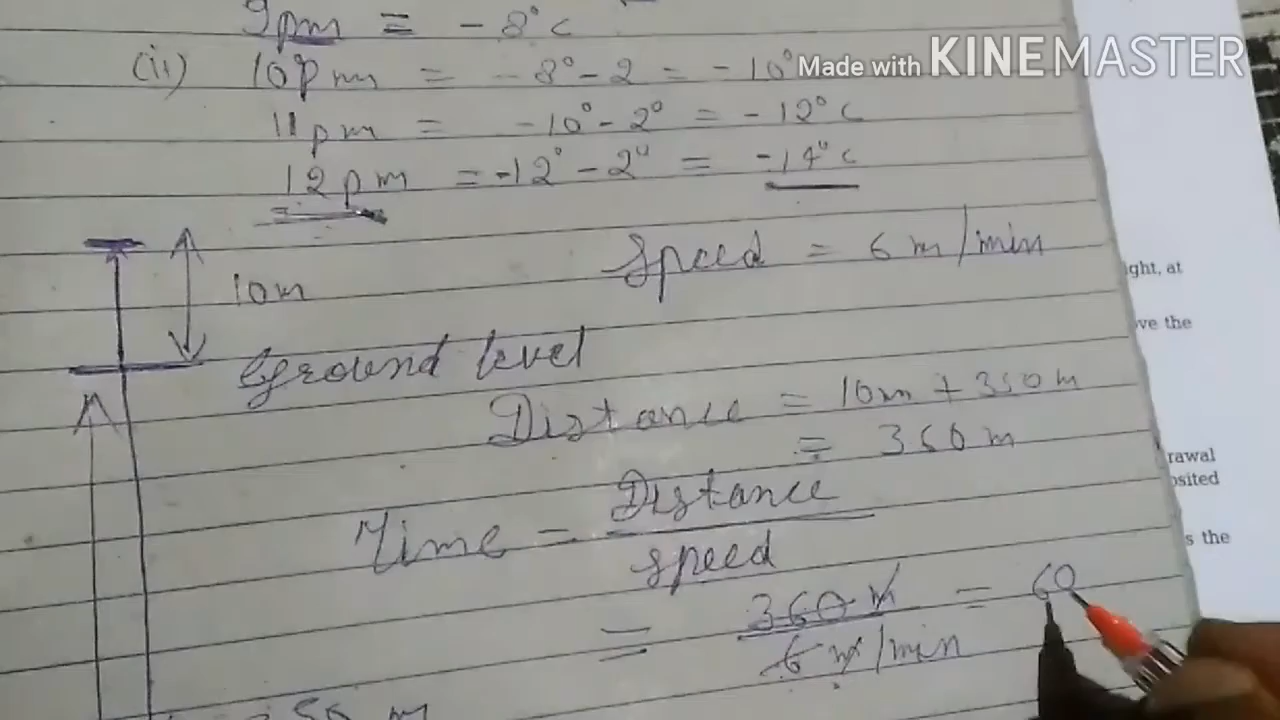 9pm = -8°C
(ii) 10pm = -8° - 2 = -10°
Made with KINEMASTER
11pm = -10° - 2° = -12°C
12pm = -12° - 2° = -14°C
Speed = 6 m/min
10m
Ground level
Distance = 10m + 350m
= 360m
Time = Distance
speed
= 360 m = 60
6 m/min
ght, at
ve the
rawal
osited
s the